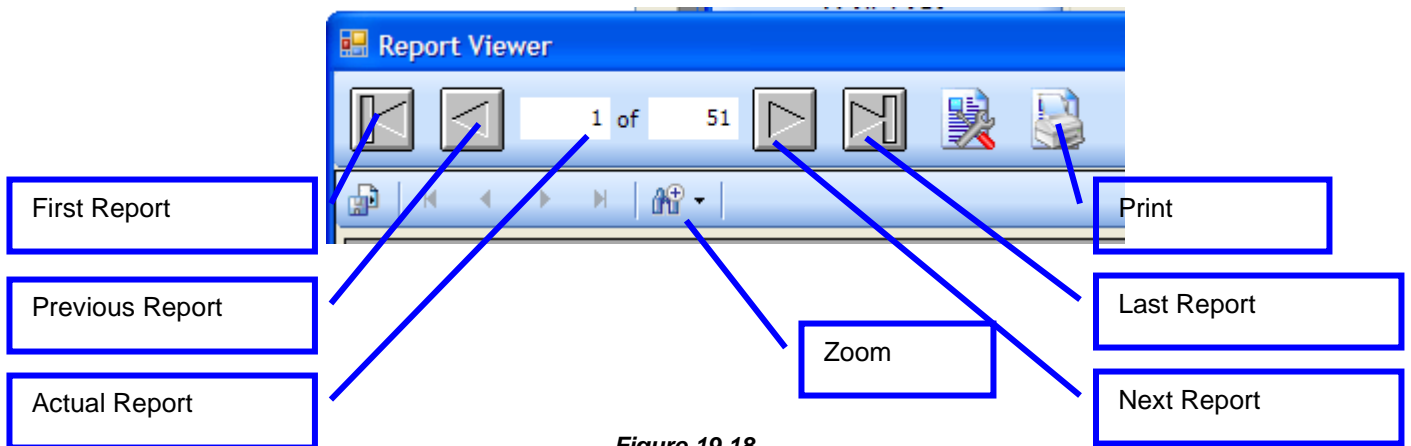 Report Viewer
1 of 51
First Report
Print
Previous Report
Last Report
Zoom
Actual Report
Next Report
Figure 19.18